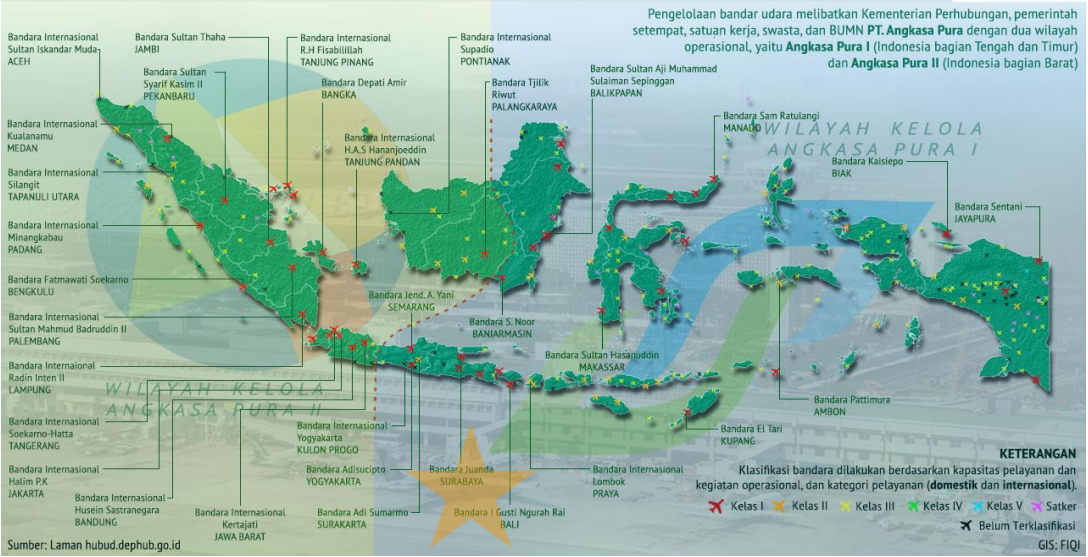 Pengelolaan bandar udara melibatkan Kementerian Perhubungan, pemerintah
setempat, satuan kerja, swasta, dan BUMN PT. Angkasa Pura dengan dua wilayah
operasional, yaitu Angkasa Pura I (Indonesia bagian Tengah dan Timur)
dan Angkasa Pura II (Indonesia bagian Barat)
Bandara Internasional
Sultan Iskandar Muda
ACEH
Bandara Sultan Thaha
JAMBI
Bandara Internasional
R.H Fisabilillah
TANJUNG PINANG
Bandara Internasional
Supadio
PONTIANAK
Bandara Sultan
Syarif Kasim II
PEKANBARU
Bandara Depati Amir
BANGKA
Bandara Tjilik
Riwut
PALANGKARAYA
Bandara Sultan Aji Muhammad
Sulaiman Sepinggan
BALIKPAPAN
Bandara Internasional
Kualanamu
MEDAN
Bandara Internasional
H.A.S Hananjoeddin
TANJUNG PANDAN
Bandara Sam Ratulangi
MANADO
WILAYAH KELOLA
ANGKASA PURA I
Bandara Kaisiepo
BIAK
Bandara Internasional
Silangit
TAPANULI UTARA
Bandara Sentani
JAYAPURA
Bandara Internasional
Minangkabau
PADANG
Bandara Fatmawati Soekarno
BENGKULU
Bandara Jend. A. Yani
SEMARANG
Bandara Internasional
Sultan Mahmud Badruddin II
PALEMBANG
Bandara S. Noor
BANJARMASIN
Bandara Sultan Hasanuddin
MAKASSAR
Bandara Internaional
Radin Inten II
LAMPUNG
WILAYAH KELOLA
ANGKASA PURA II
Bandara Pattimura
AMBON
Bandara Internasional
Soekarno-Hatta
TANGERANG
Bandara Internasional
Yogyakarta
KULON PROGO
Bandara El Tari
KUPANG
Bandara Internasional
Halim P.K
JAKARTA
Bandara Adisucipto
YOGYAKARTA
Bandara Juanda
SURABAYA
Bandara Internasional
Lombok
PRAYA
Bandara Internasional
Husein Sastranegara
BANDUNG
Bandara Internasional
Kertajati
JAWA BARAT
Bandara Adi Sumarmo
SURAKARTA
Bandara I Gusti Ngurah Rai
BALI
KETERANGAN
Klasifikasi bandara dilakukan berdasarkan kapasitas pelayanan dan
kegiatan operasional, dan kategori pelayanan (domestik dan internasional).
Kelas I Kelas II Kelas III Kelas IV Kelas V Satker
Belum Terklasifikasi
Sumber: Laman hubud.dephub.go.id
GIS: FIQI